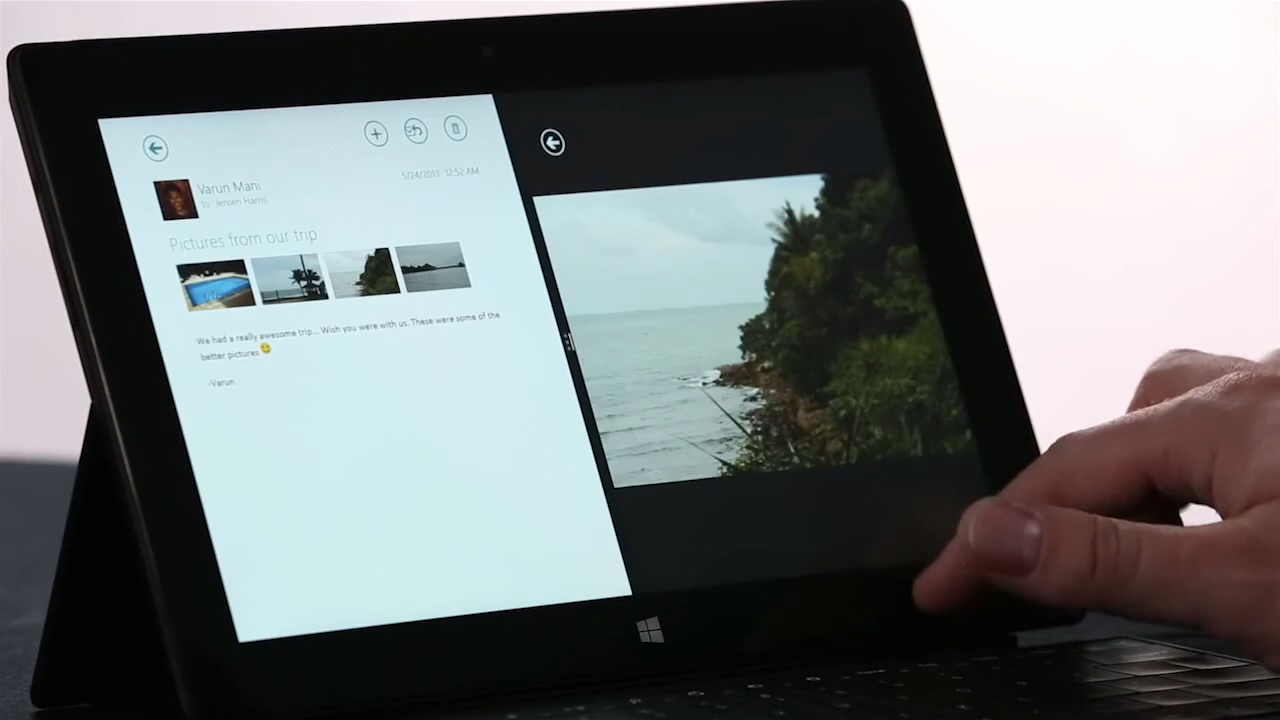 Varun Mani
to: Jensen Harris
5/24/2013 12:52 AM
Pictures from our trip
We had a really awesome trip... Wish you were with us. These were some of the
better pictures
-Varun